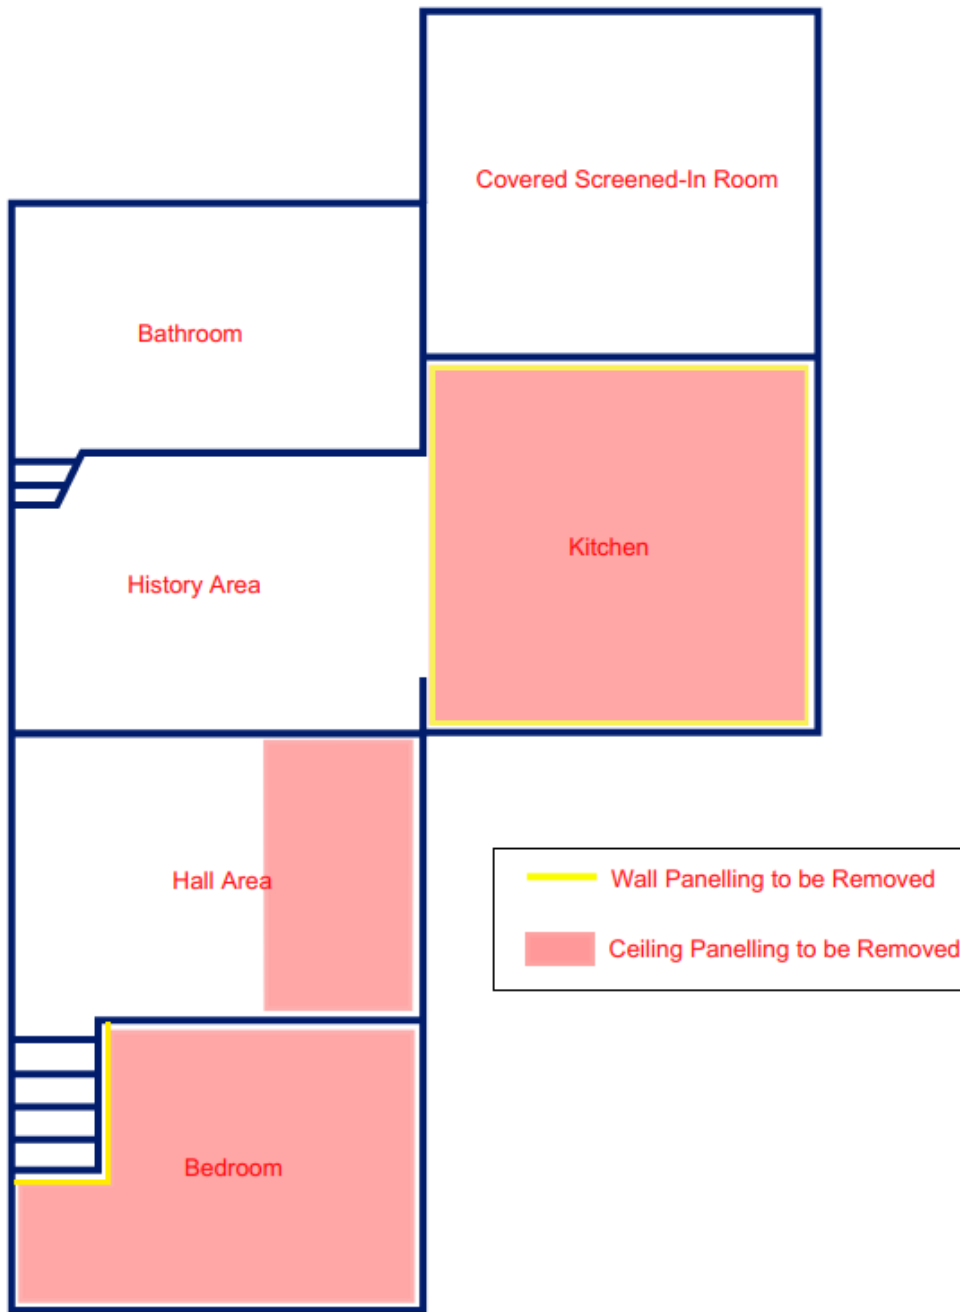 Covered Screened-In Room
Bathroom
Kitchen
History Area
Hall Area
Wall Panelling to be Removed
Ceiling Panelling to be Removed
Bedroom